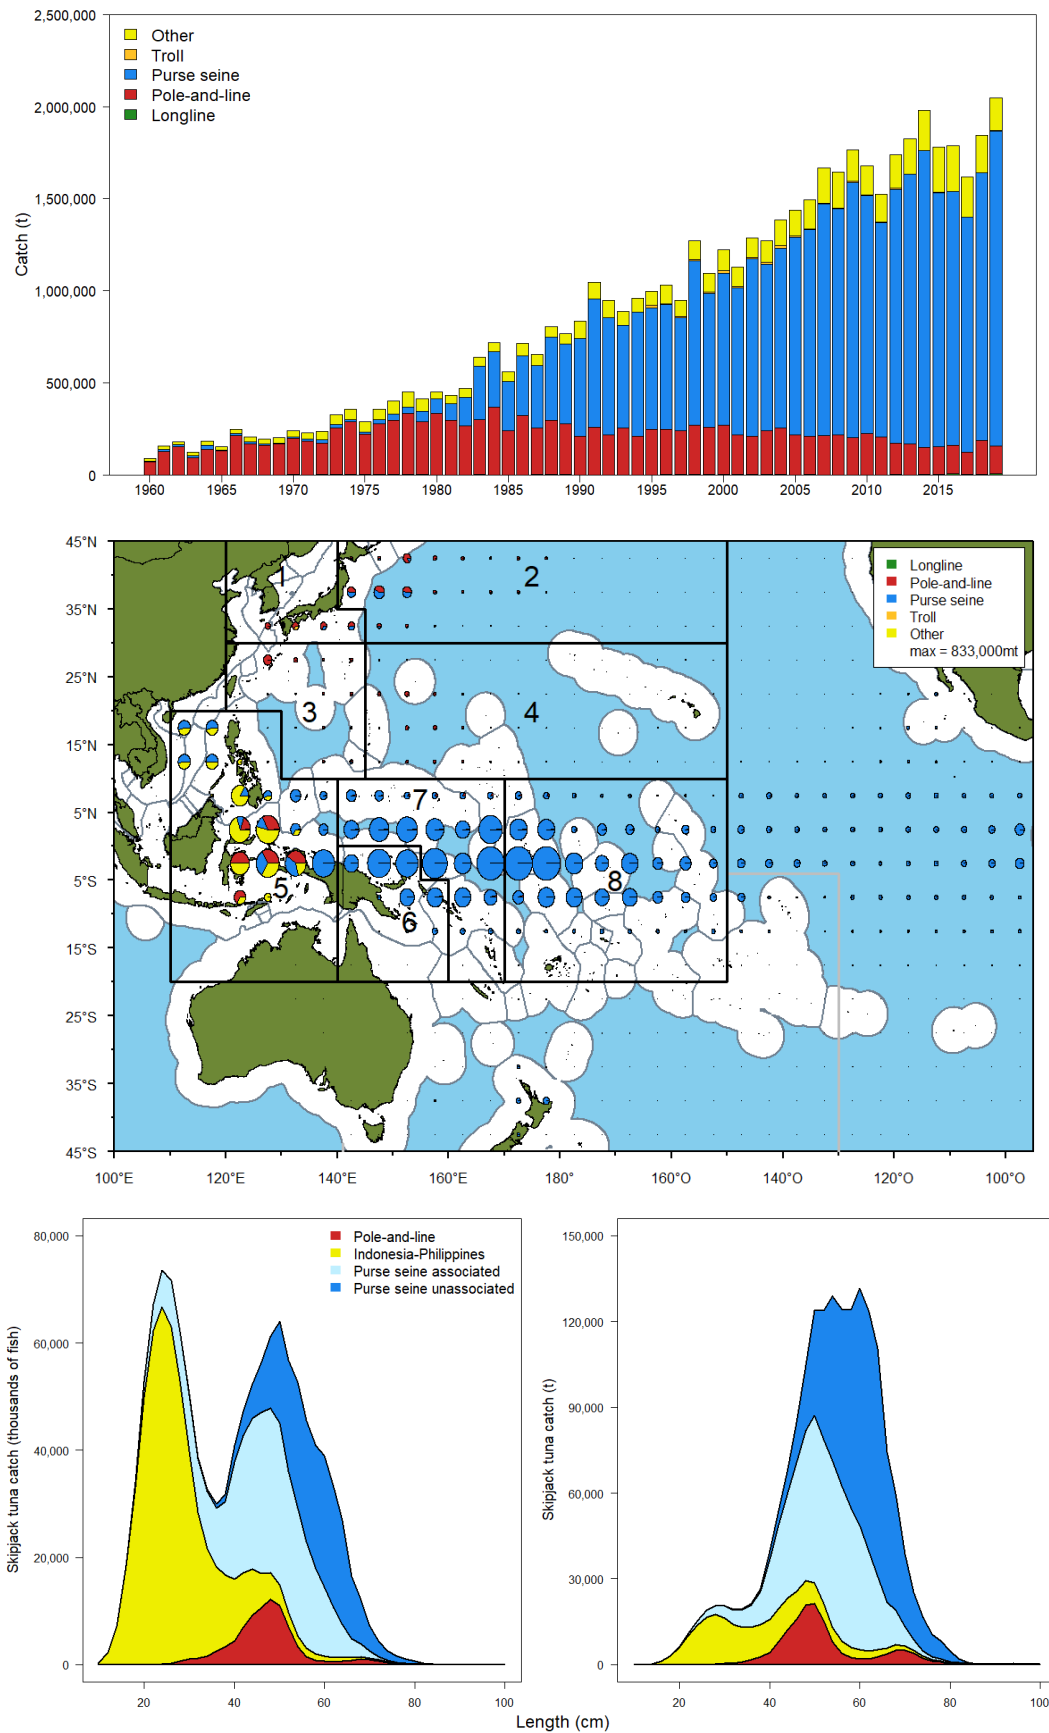 2,500,000
2,000,000
1,500,000
1,000,000
500,000
0
Catch (t)
Other
Troll
Purse seine
Pole-and-line
Longline
1960 1965 1970 1975 1980 1985 1990 1995 2000 2005 2010 2015
45°N
35°N
25°N
15°N
5°N
5°S
15°S
25°S
35°S
45°S
1
2
3
4
5
6
7
8
Longline
Pole-and-line
Purse seine
Troll
Other
max = 833,000mt
100°E 120°E 140°E 160°E 180° 160°O 140°O 120°O 100°O
80,000
60,000
40,000
20,000
0
Skipjack tuna catch (thousands of fish)
Pole-and-line
Indonesia-Philippines
Purse seine associated
Purse seine unassociated
20 40 60 80 100
150,000
120,000
90,000
60,000
30,000
0
Skipjack tuna catch (t)
20 40 60 80 100
Length (cm)